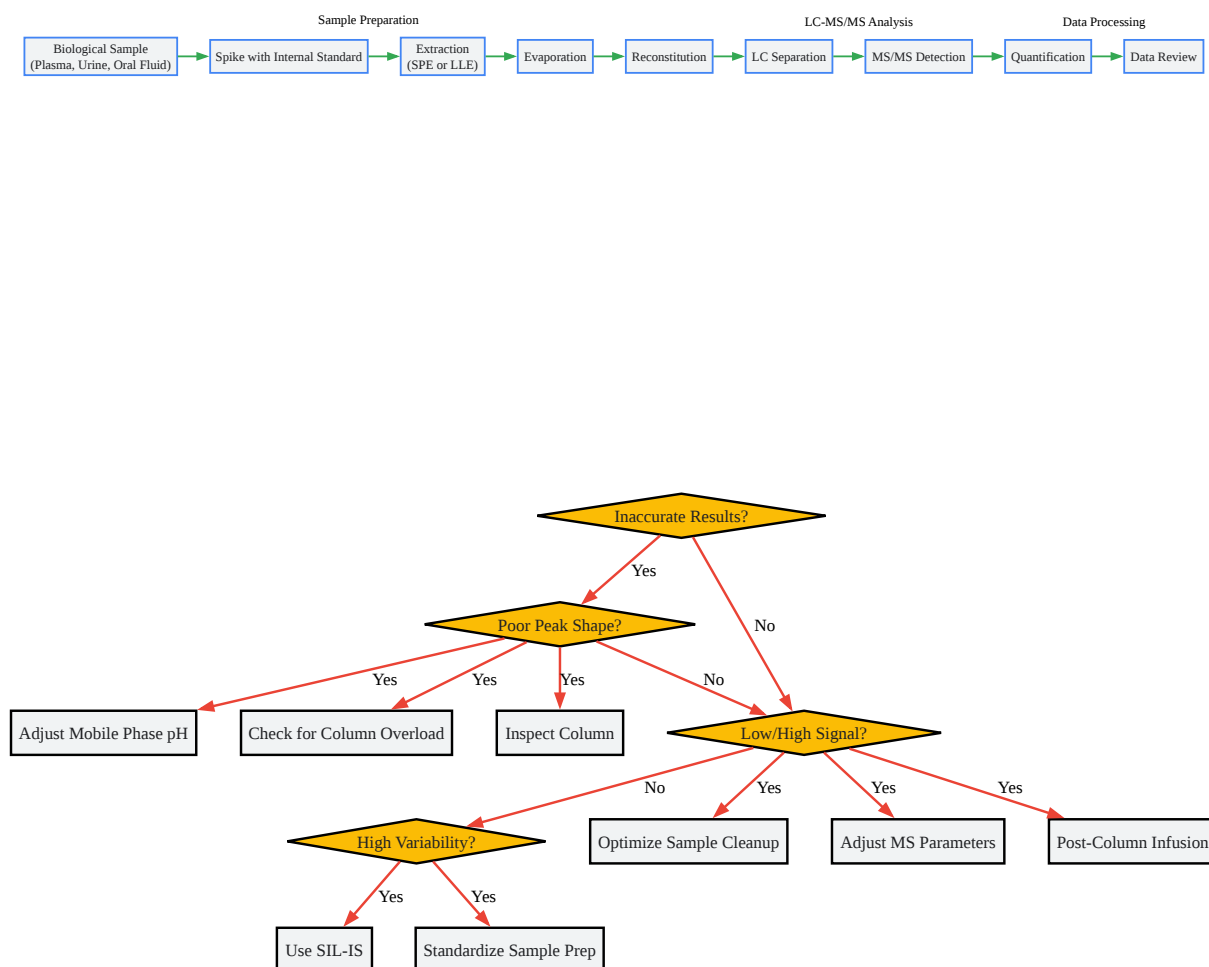 Sample Preparation
LC-MS/MS Analysis
Data Processing
Biological Sample
(Plasma, Urine, Oral Fluid)
Spike with Internal Standard
Extraction
(SPE or LLE)
Evaporation
Reconstitution
LC Separation
MS/MS Detection
Quantification
Data Review
Inaccurate Results?
Yes
No
Poor Peak Shape?
Yes
Yes
Yes
No
Adjust Mobile Phase pH
Check for Column Overload
Inspect Column
Low/High Signal?
No
Yes
Yes
Yes
High Variability?
Optimize Sample Cleanup
Adjust MS Parameters
Post-Column Infusion
Yes
Yes
Use SIL-IS
Standardize Sample Prep